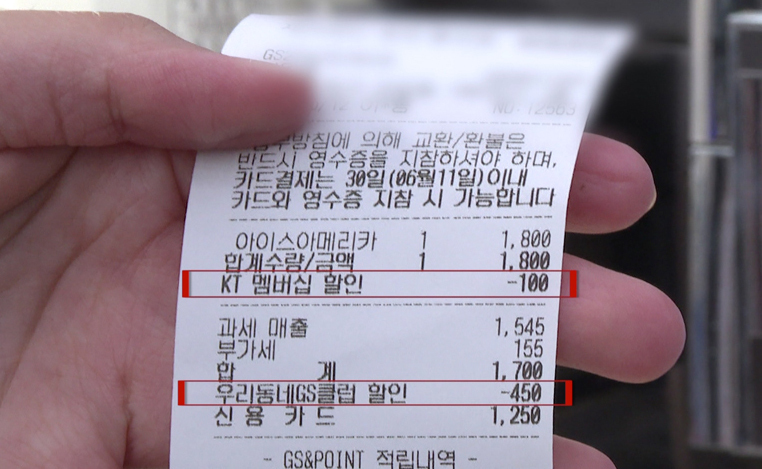 GS
정부방침에 의해 교환/환불은
반드시 영수증을 지참하셔야 하며,
카드결제는 30일(06월11일)이내
카드와 영수증 지참 시 가능합니다
아이스아메리카 1 1,800
합계수량/금액 1 1,800
KT 멤버십 할인 -100
과세 매출 1,545
부가세 155
합 계 1,700
우리동네GS클럽 할인 -450
신 용 카 드 1,250
- GS&POINT 적립내역 -